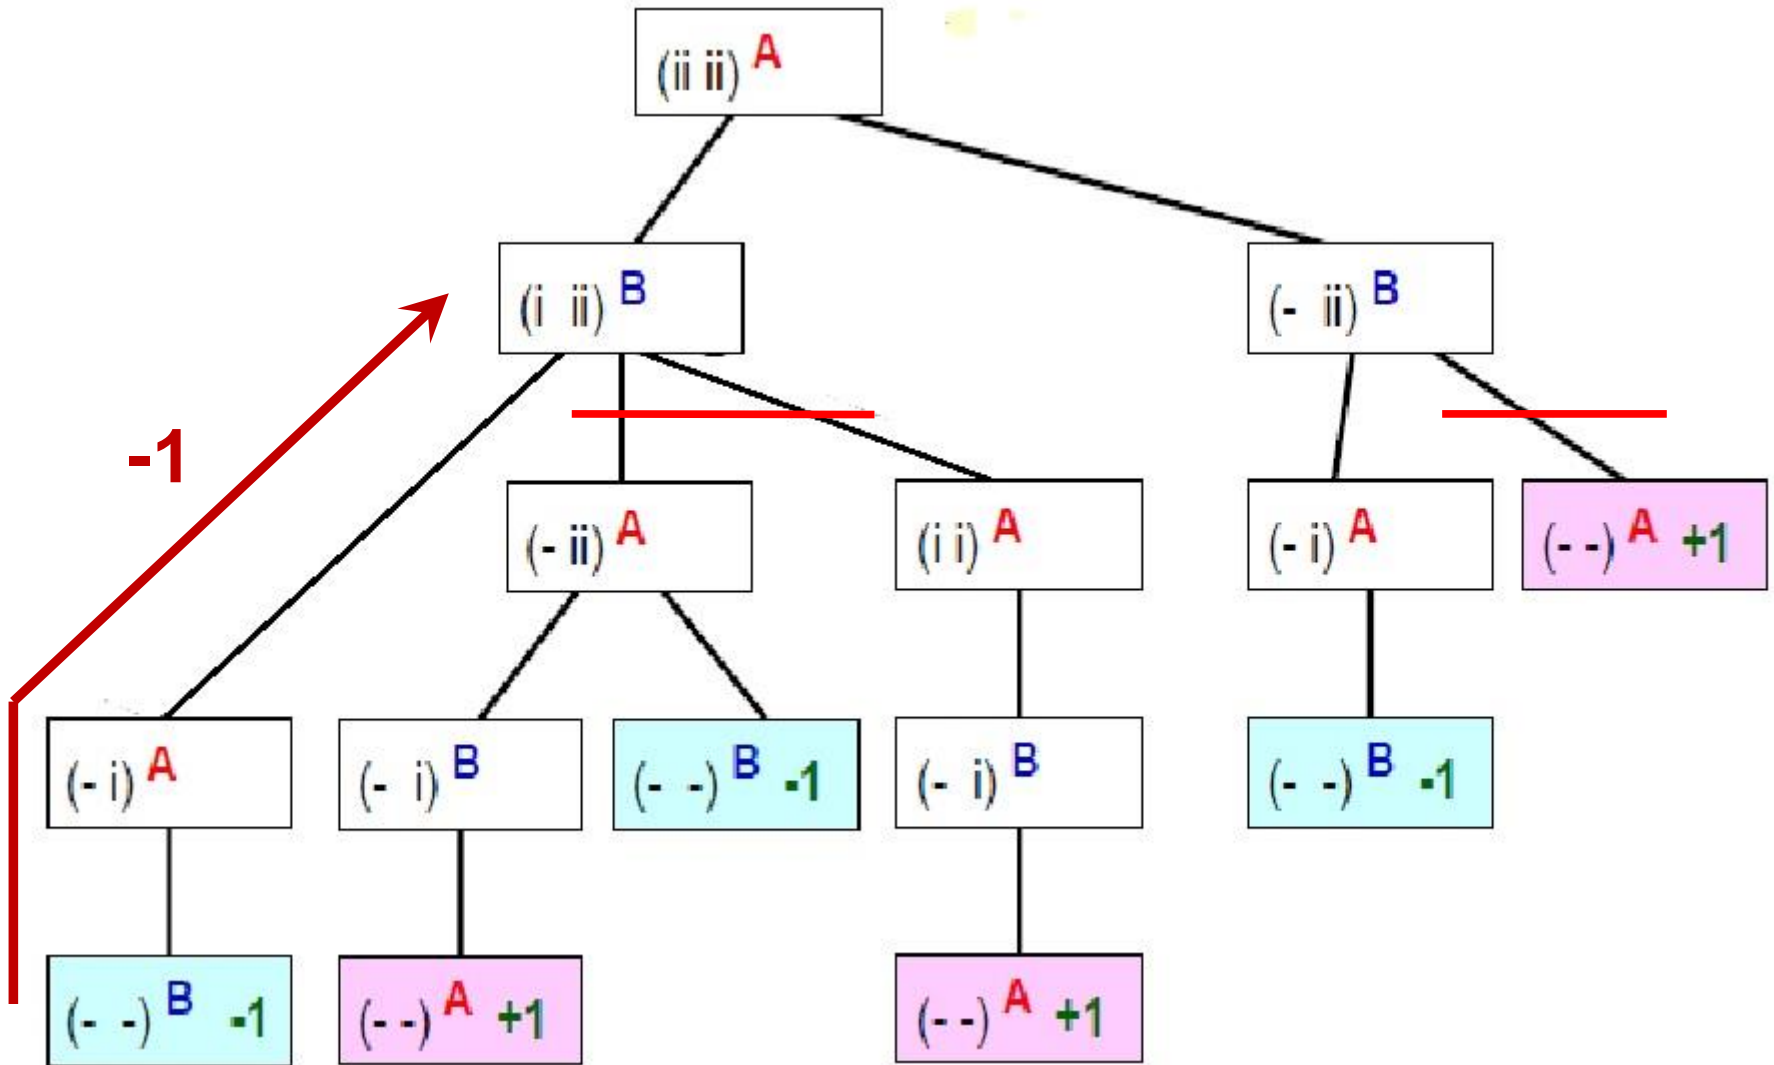 (ii ii) A
(i ii) B
(- ii) B
-1
(- ii) A
(i i) A
(- i) A
(- -) A +1
(- i) A
(- i) B
(- -) B -1
(- i) B
(- -) B -1
(- -) B -1
(- -) A +1
(- -) A +1